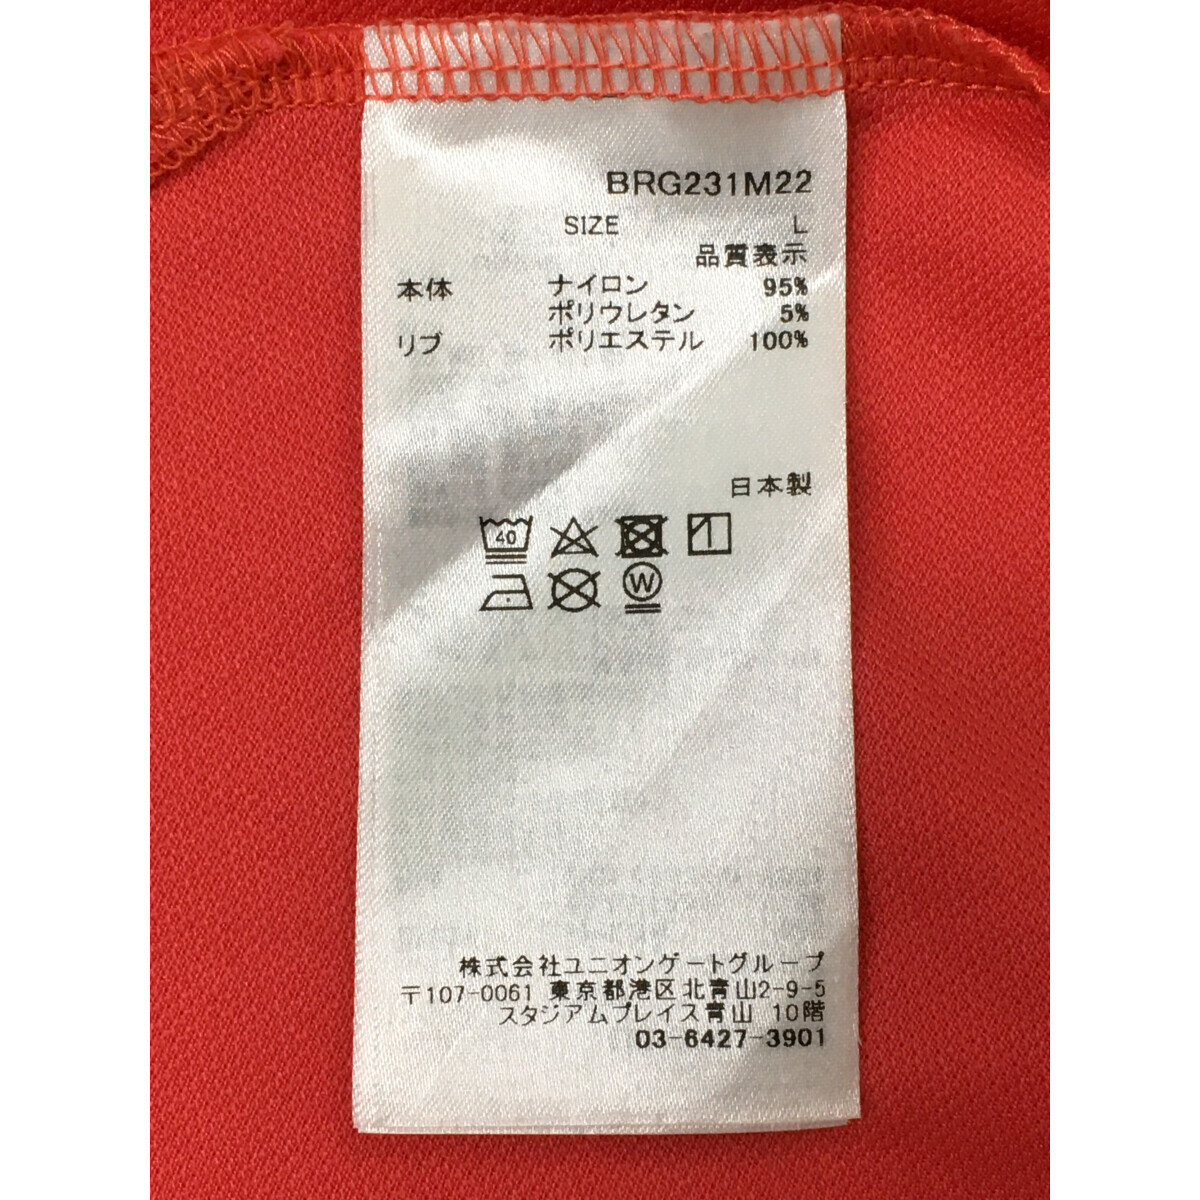 BRG231M22
SIZE L
品質表示
本体 ナイロン 95%
ポリウレタン 5%
リブ ポリエステル 100%
日本製
40
W
株式会社ユニオンゲートグループ
〒107-0061 東京都港区北青山2-9-5
スタジアムプレイス青山 10階
03-6427-3901